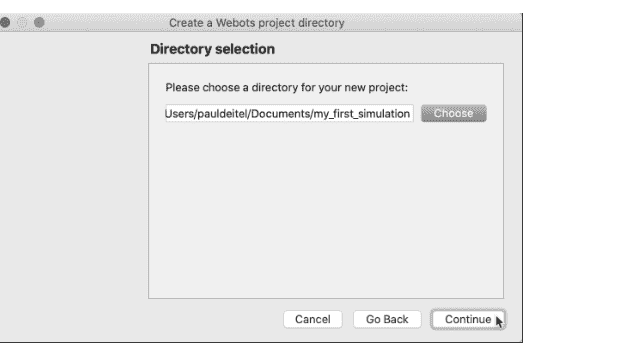 Create a Webots project directory
Directory selection
Please choose a directory for your new project:
Users/pauldeitel/Documents/my_first_simulation Choose
Cancel Go Back Continue